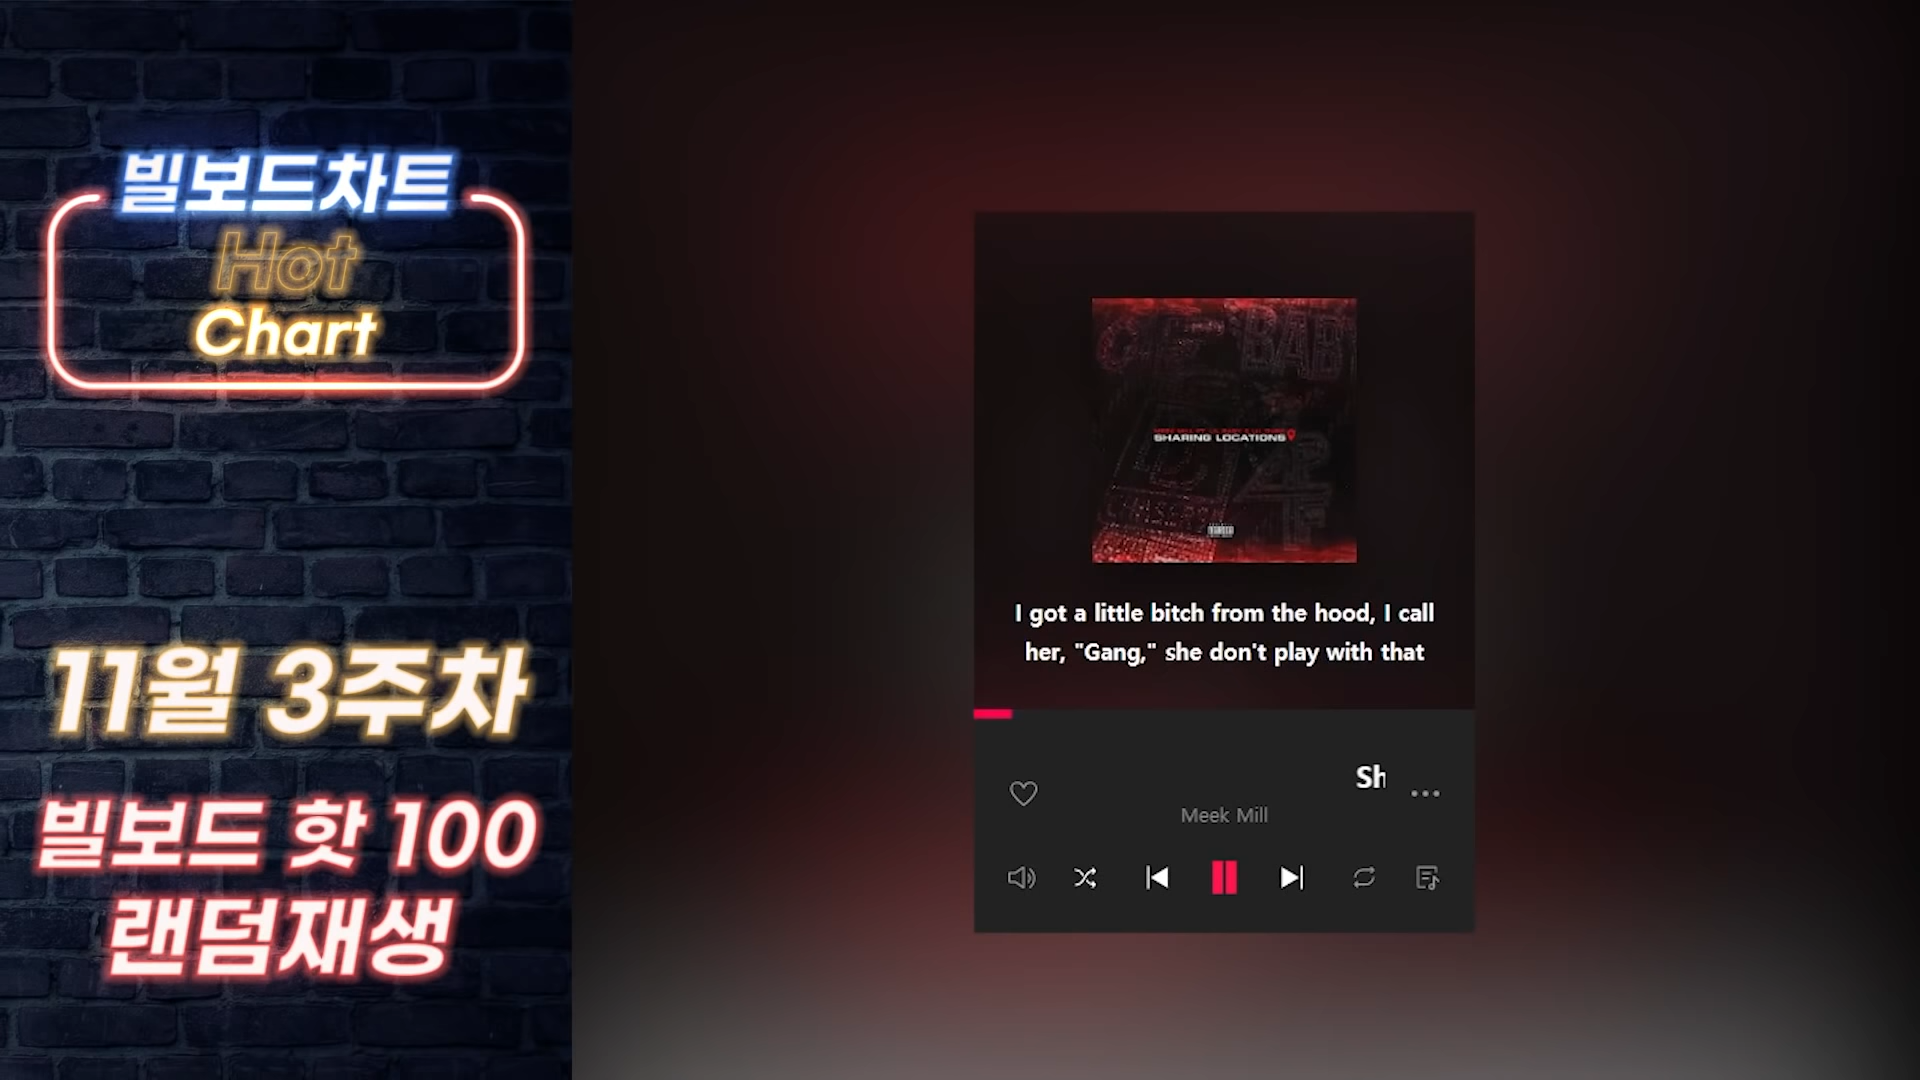 빌보드차트
Hot
Chart
11월 3주차
빌보드 핫 100
랜덤재생
SHARING LOCATIONS
I got a little bitch from the hood, I call
her, "Gang," she don't play with that
Sh
Meek Mill